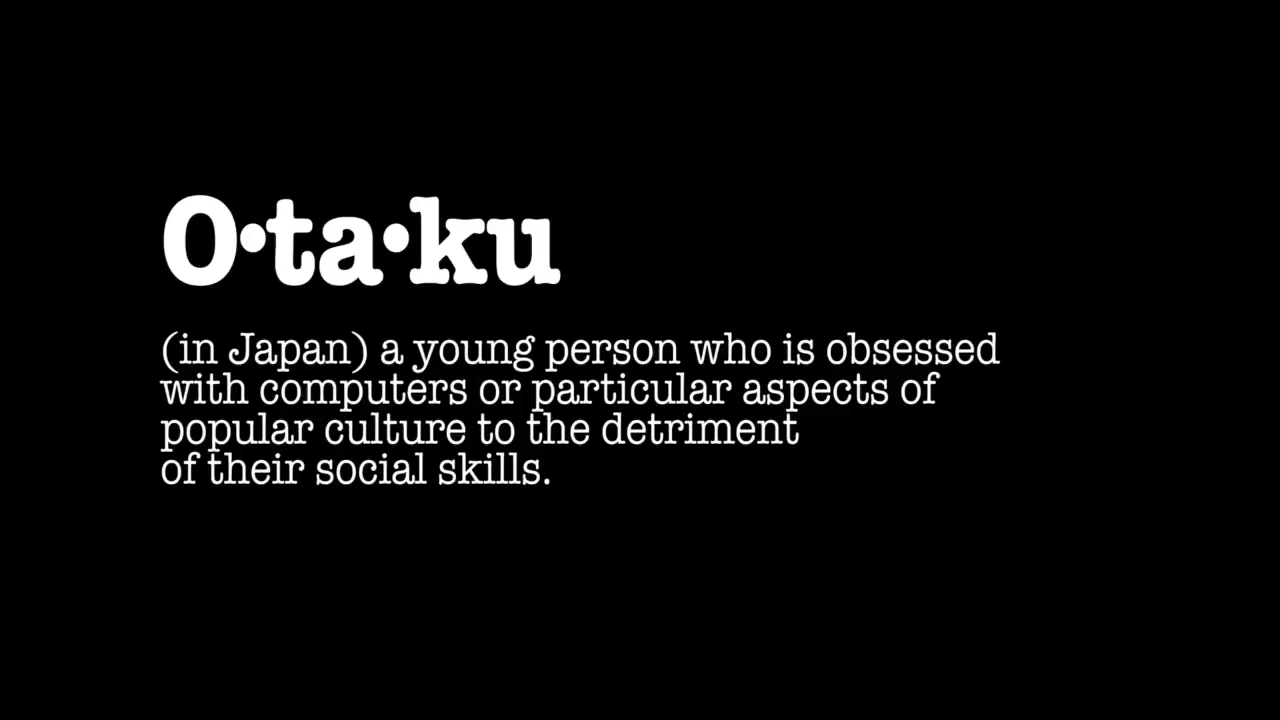 O•ta•ku
(in Japan) a young person who is obsessed
with computers or particular aspects of
popular culture to the detriment
of their social skills.